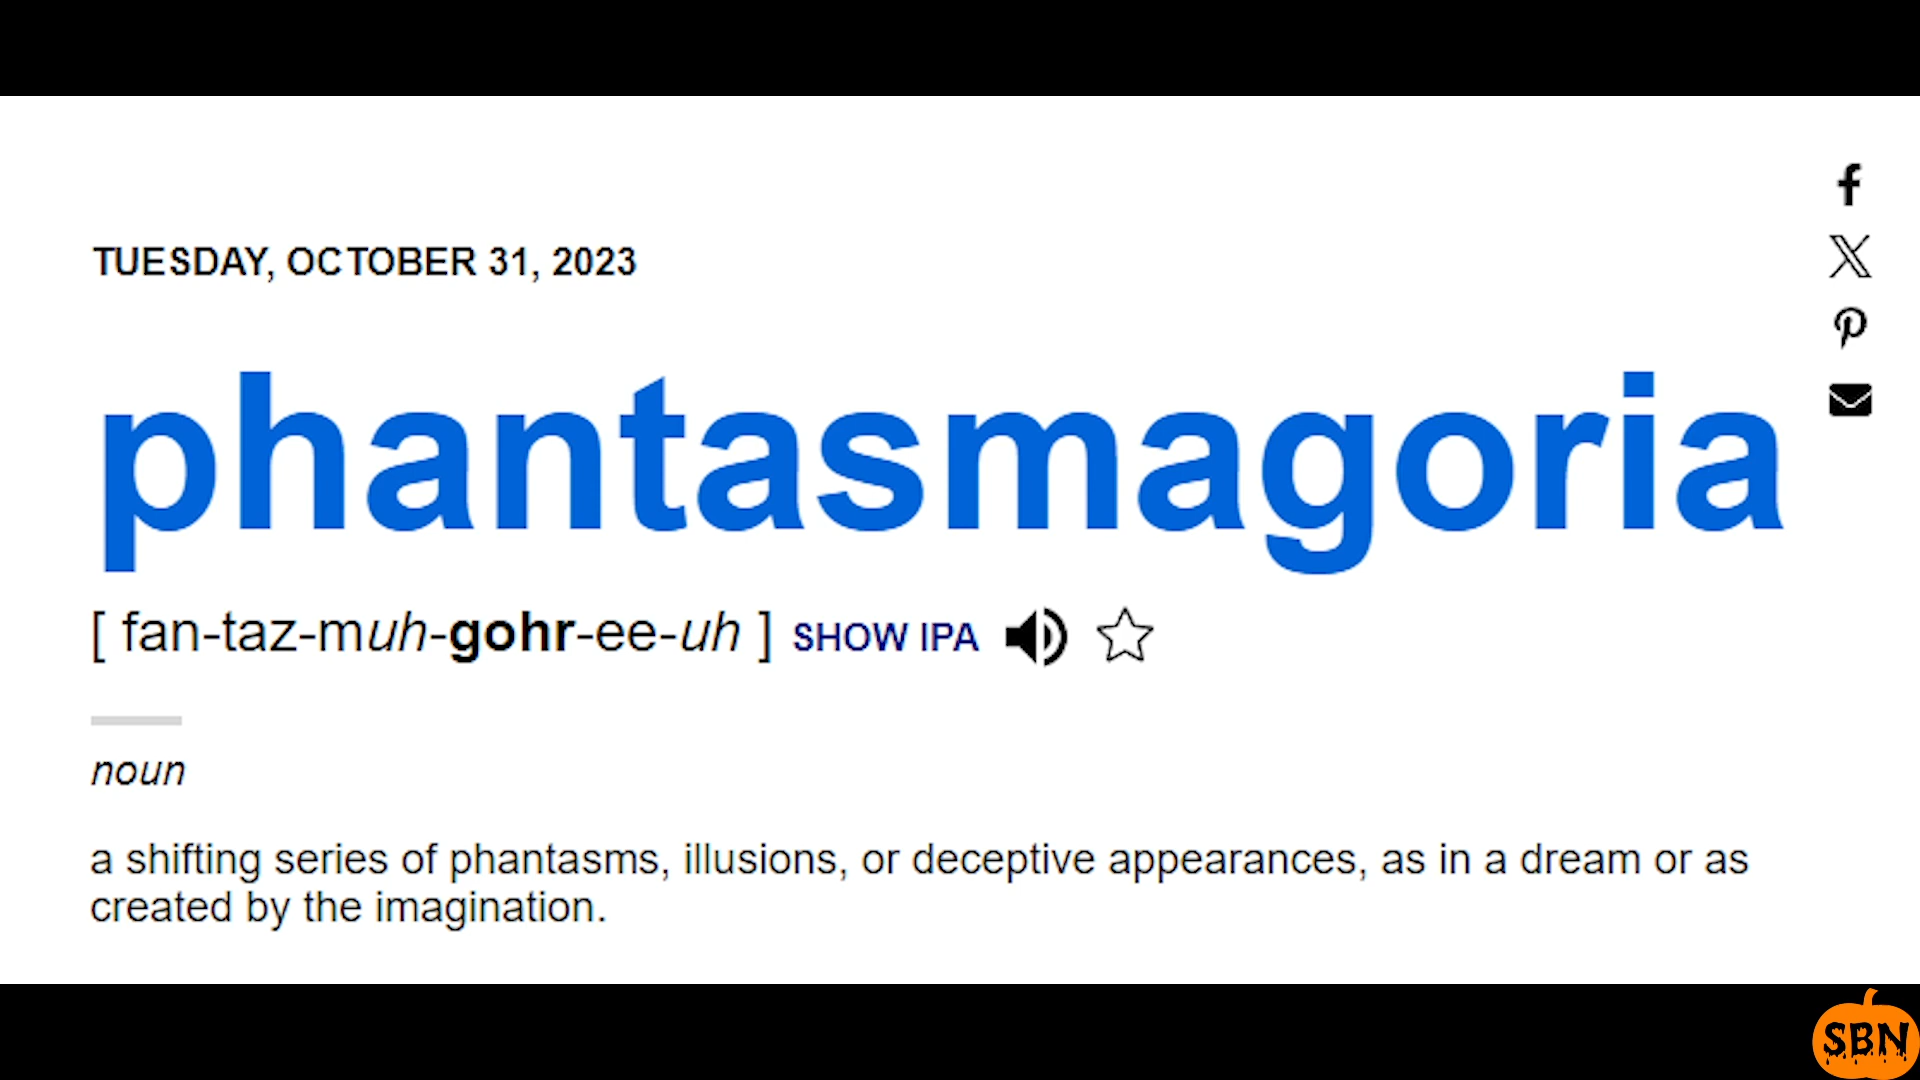 TUESDAY, OCTOBER 31, 2023
phantasmagoria
[ fan-taz-muh-gohr-ee-uh ] SHOW IPA
noun
a shifting series of phantasms, illusions, or deceptive appearances, as in a dream or as
created by the imagination.
SBN